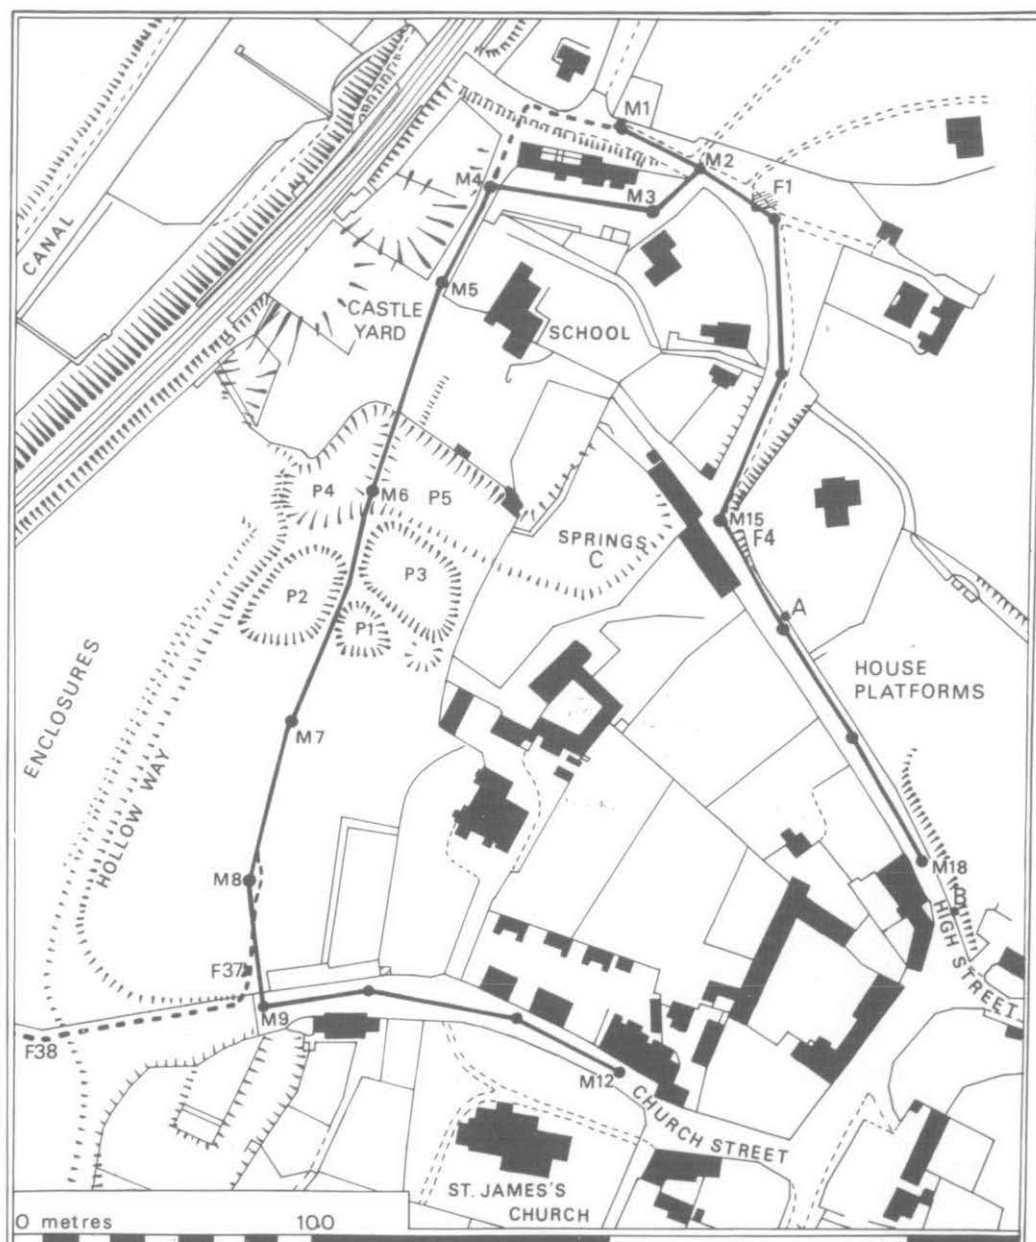 M1
M2
F1
M4
M3
CANAL
M5
CASTLE
YARD
SCHOOL
P4
M6
P5
M15
F4
SPRINGS
C
P3
P2
P1
A
ENCLOSURES
HOUSE
PLATFORMS
M7
HOLLOW WAY
M8
M18
B
HIGH STREET
F37
M9
F38
M12
CHURCH STREET
ST. JAMES'S
CHURCH
0 metres 100